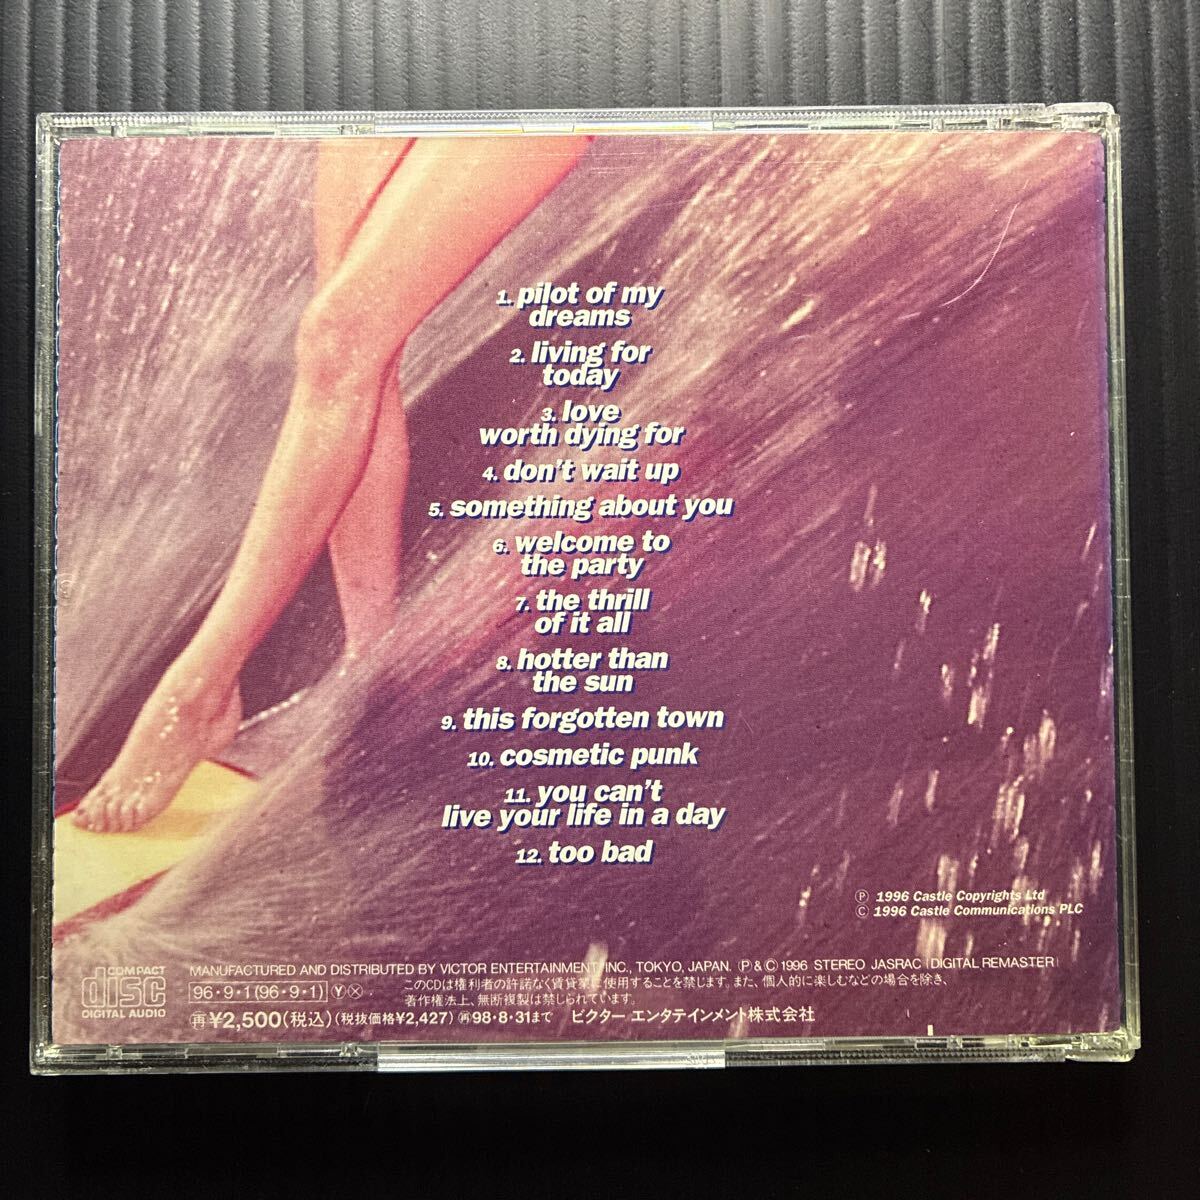 1. pilot of my
dreams
2. living for
today
3. love
worth dying for
4. don't wait up
5. something about you
6. welcome to
the party
7. the thrill
of it all
8. hotter than
the sun
9. this forgotten town
10. cosmetic punk
11. you can't
live your life in a day
12. too bad
Ⓟ 1996 Castle Copyrights Ltd
Ⓒ 1996 Castle Communications PLC
COMPACT
disc
DIGITAL AUDIO
MANUFACTURED AND DISTRIBUTED BY VICTOR ENTERTAINMENT, INC., TOKYO, JAPAN. Ⓟ & Ⓒ 1996 STEREO JASRAC DIGITAL REMASTER
96・9・1(96・9・1) Ⓨ Ⓧ
このCDは権利者の許諾なく賃貸業に使用することを禁じます。また、個人的に楽しむなどの場合を除き、
著作権法上、無断複製は禁じられています。
㊣¥2,500(税込)(税抜価格¥2,427) 再98・8・31まで ビクター エンタテインメント株式会社